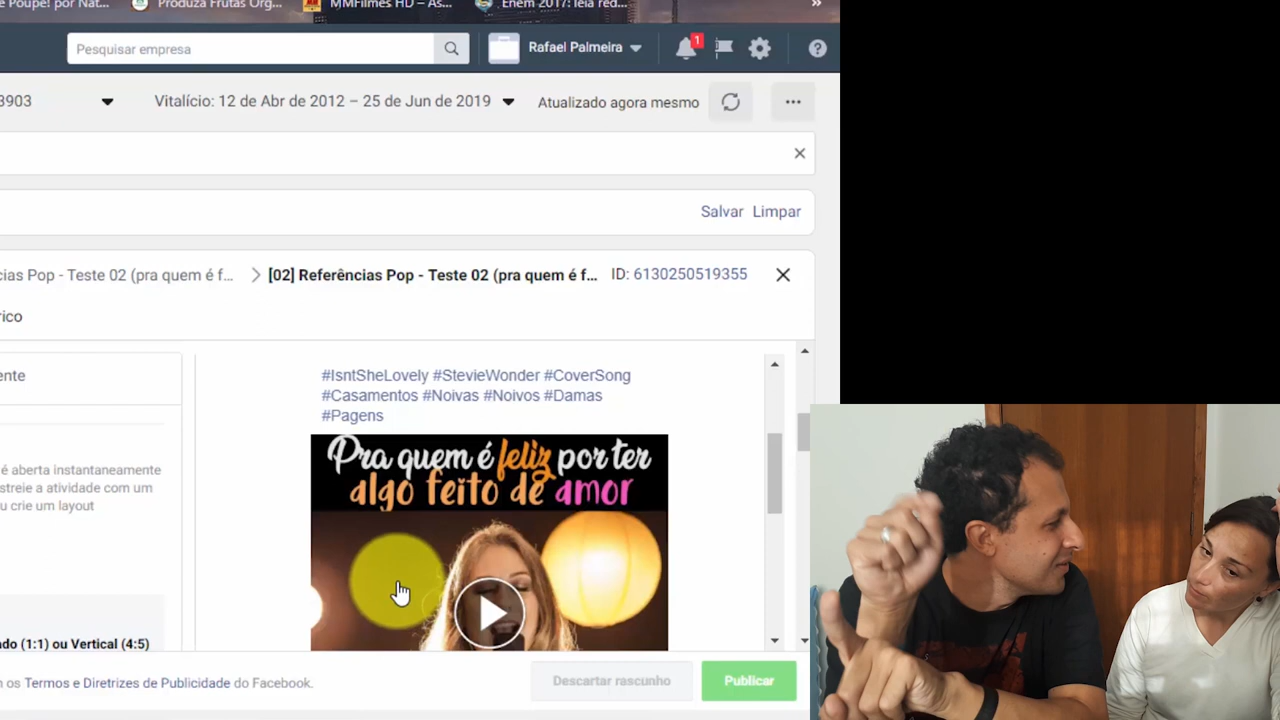 e Poupe! por Nat...
Produza Frutas Org...
MMFilmes HD – As...
Enem 2017: leia red...
»
Pesquisar empresa
Rafael Palmeira
1
3903
Vitalício: 12 de Abr de 2012 – 25 de Jun de 2019
Atualizado agora mesmo
Salvar Limpar
cias Pop - Teste 02 (pra quem é f...
[02] Referências Pop - Teste 02 (pra quem é f...
ID: 6130250519355
rico
ente
é aberta instantaneamente
streie a atividade com um
u crie um layout
ado (1:1) ou Vertical (4:5)
#IsntSheLovely #StevieWonder #CoverSong
#Casamentos #Noivas #Noivos #Damas
#Pagens
Pra quem é feliz por ter
algo feito de amor
m os Termos e Diretrizes de Publicidade do Facebook.
Descartar rascunho
Publicar